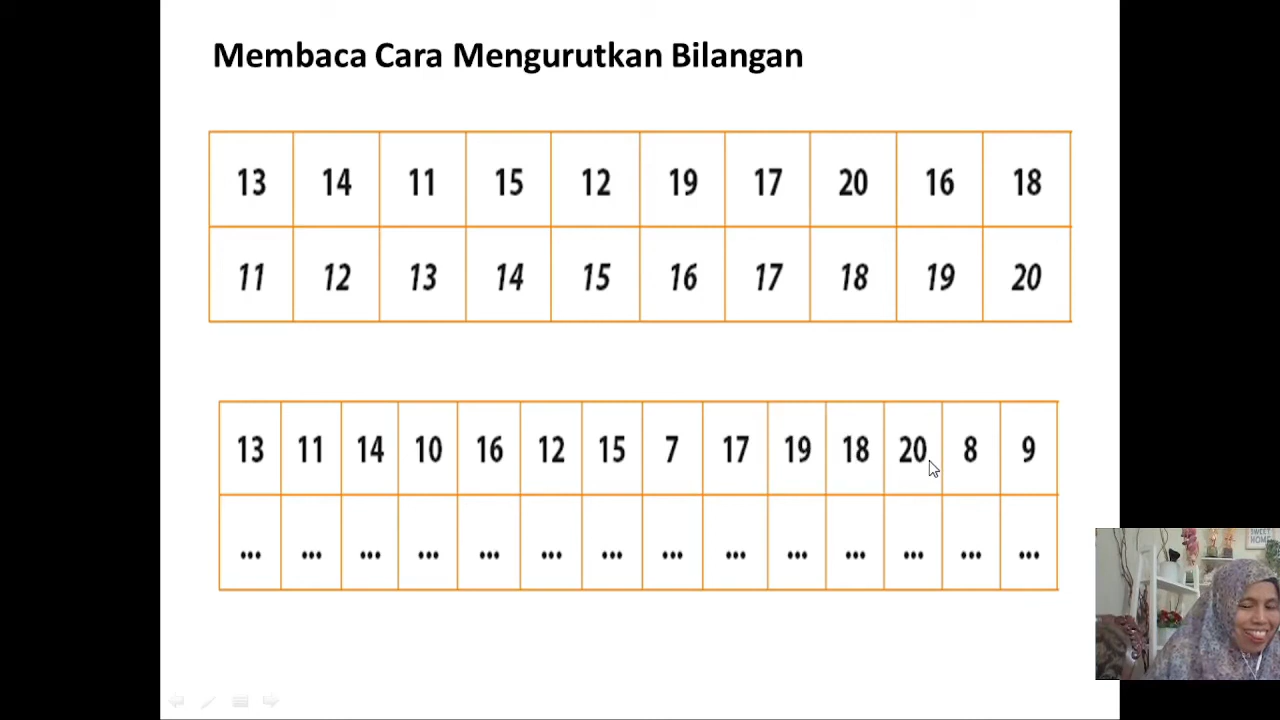 Membaca Cara Mengurutkan Bilangan
13 14 11 15 12 19 17 20 16 18
11 12 13 14 15 16 17 18 19 20
13 11 14 10 16 12 15 7 17 19 18 20 8 9
... ... ... ... ... ... ... ... ... ... ... ... ... ...
SWEET
HOME